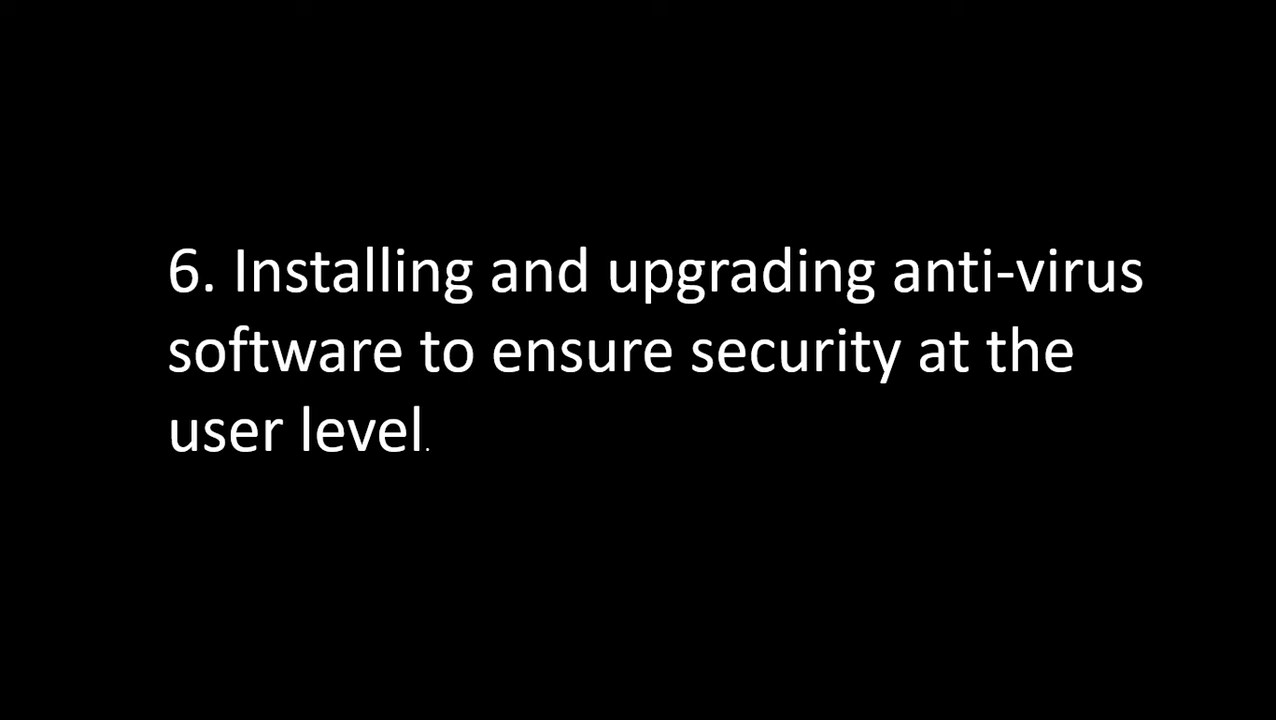 6. Installing and upgrading anti-virus
software to ensure security at the
user level.